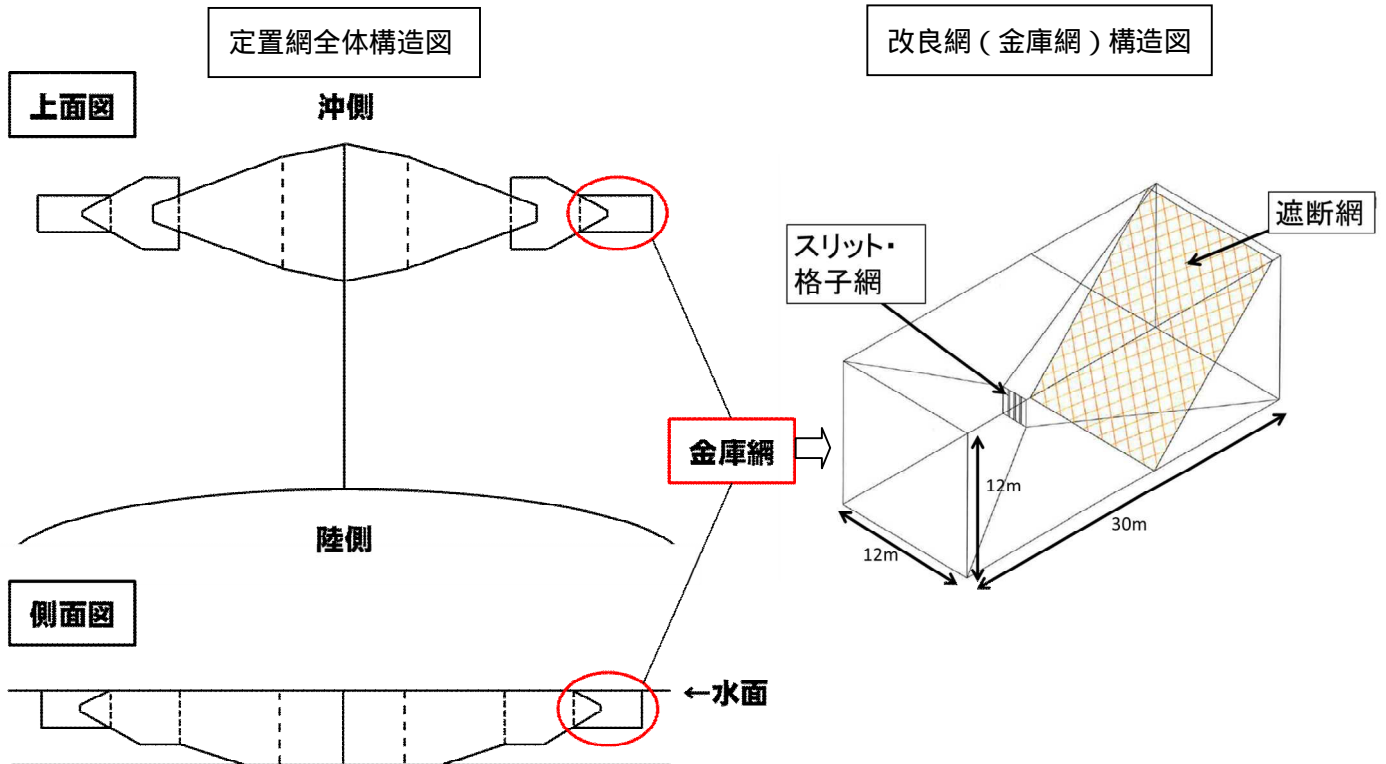 定置網全体構造図
改良網(金庫網)構造図
上面図
沖側
陸側
金庫網
側面図
←水面
スリット・
格子網
遮断網
12m
12m
30m